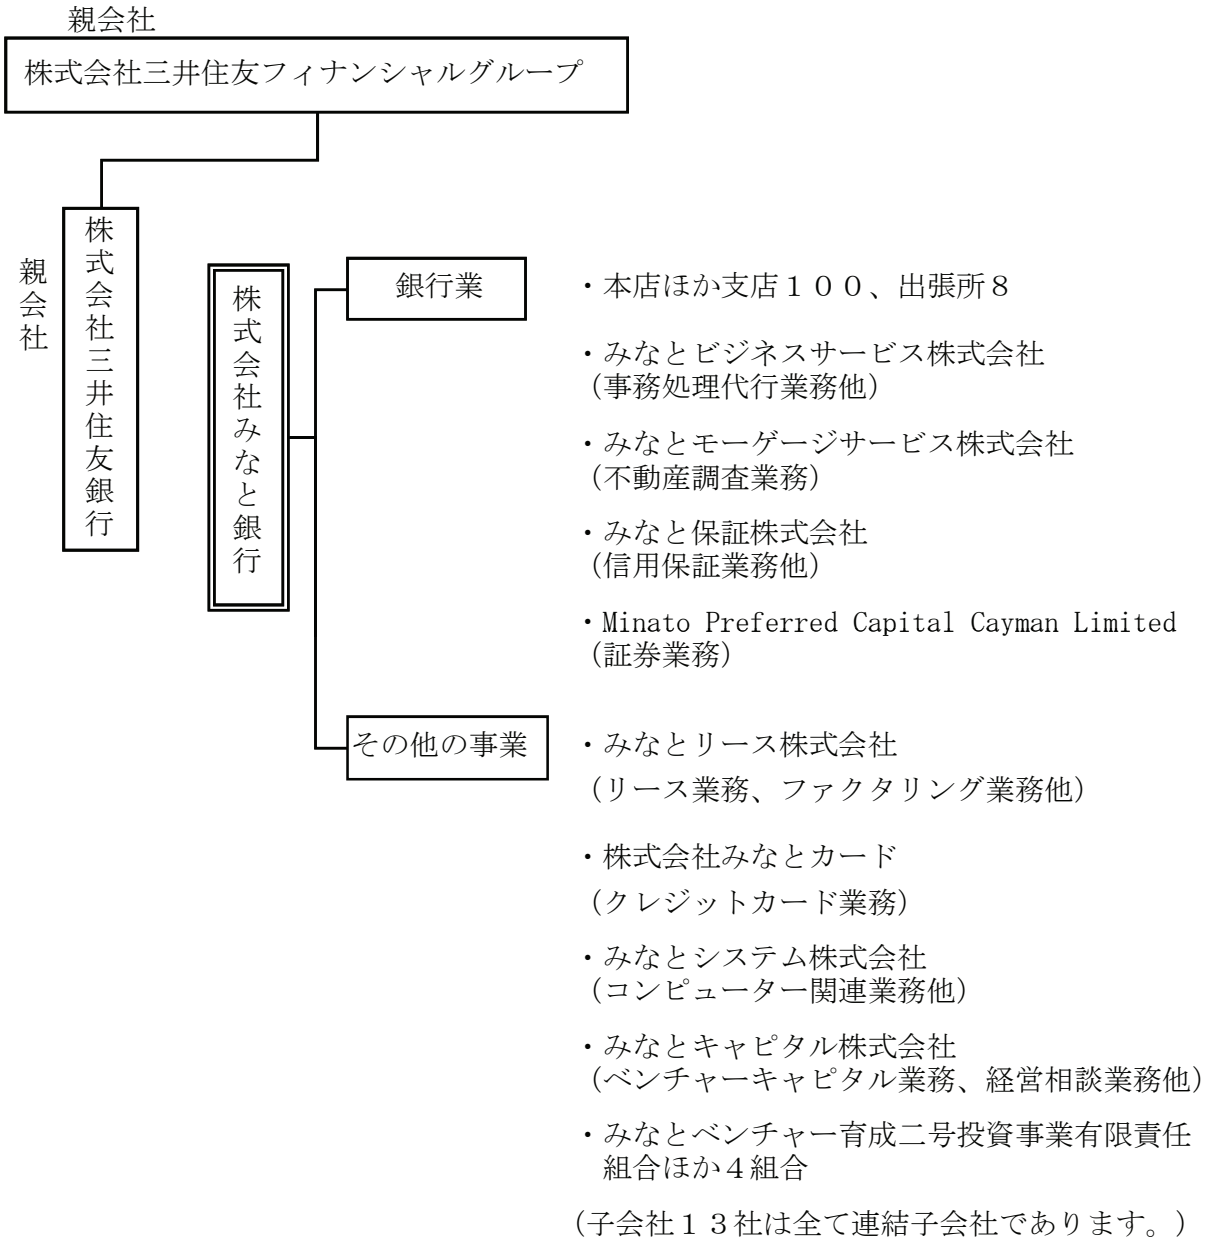 親会社
株式会社三井住友フィナンシャルグループ
親会社
株式会社三井住友銀行
株式会社みなと銀行
銀行業
・本店ほか支店１００、出張所８
・みなとビジネスサービス株式会社
（事務処理代行業務他）
・みなとモーゲージサービス株式会社
（不動産調査業務）
・みなと保証株式会社
（信用保証業務他）
・Minato Preferred Capital Cayman Limited
（証券業務）
その他の事業
・みなとリース株式会社
（リース業務、ファクタリング業務他）
・株式会社みなとカード
（クレジットカード業務）
・みなとシステム株式会社
（コンピューター関連業務他）
・みなとキャピタル株式会社
（ベンチャーキャピタル業務、経営相談業務他）
・みなとベンチャー育成二号投資事業有限責任
組合ほか４組合
（子会社１３社は全て連結子会社であります。）